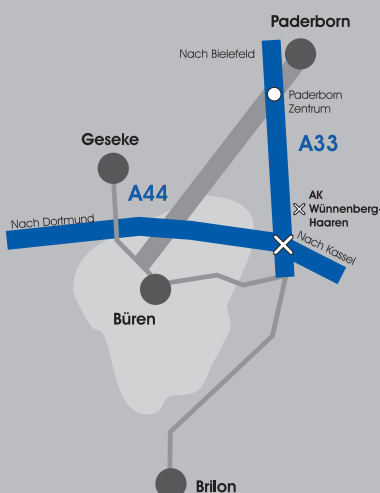 Paderborn
Nach Bielefeld
Paderborn
Zentrum
A33
Geseke
A44
AK
Wünnenberg-
Haaren
Nach Dortmund
Nach Kassel
Büren
Brilon